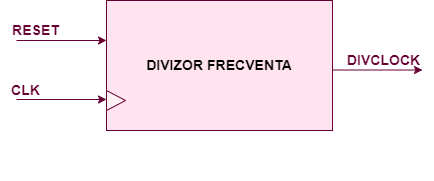 RESET
DIVIZOR FRECVENTA
DIVCLOCK
CLK